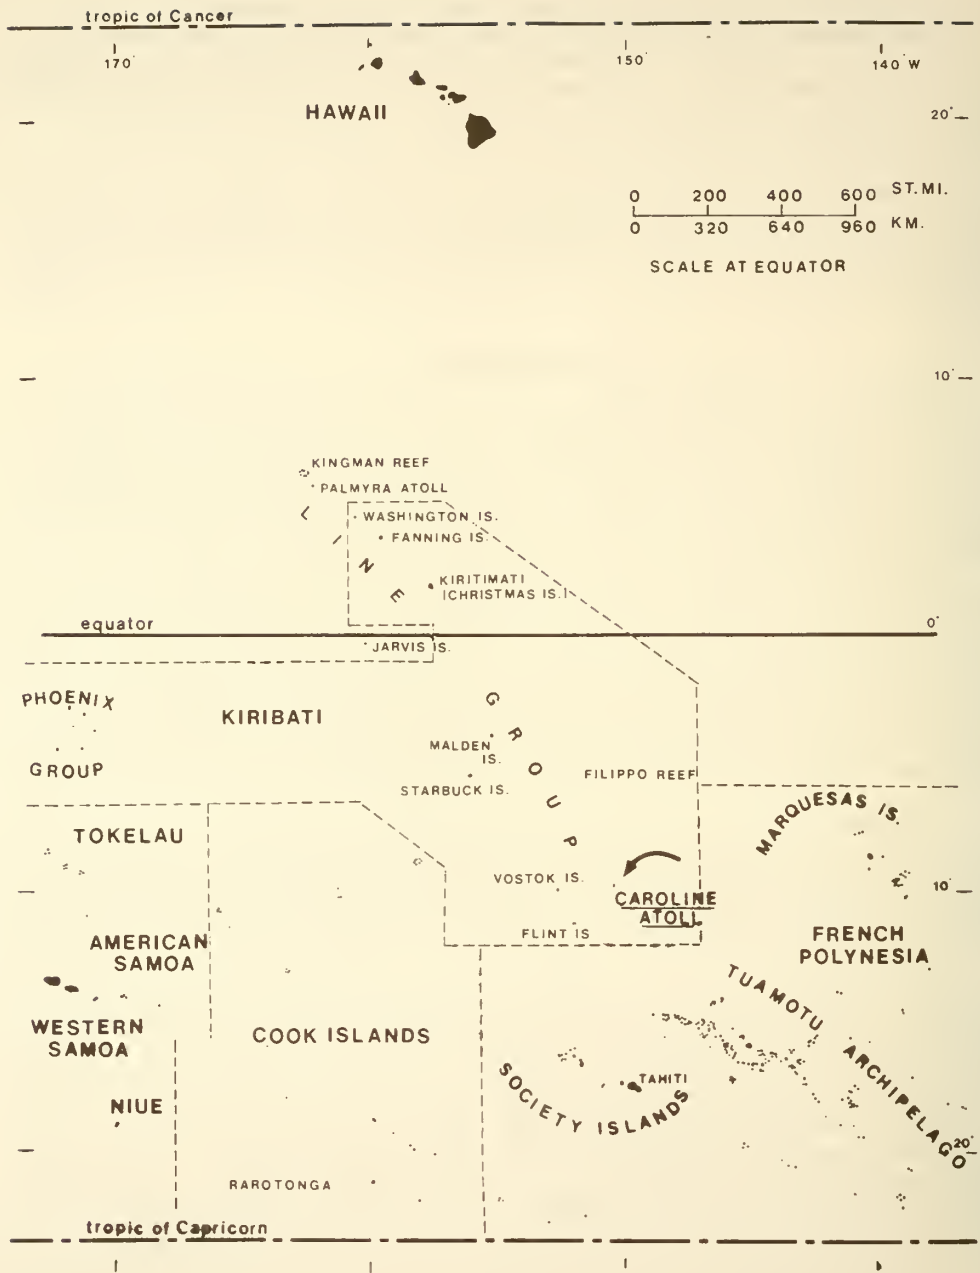 tropic of Cancer
170°
150°
140°W
HAWAII
20°
0 200 400 600 ST.MI.
0 320 640 960 KM.
SCALE AT EQUATOR
10°
KINGMAN REEF
PALMYRA ATOLL
LINE
WASHINGTON IS.
FANNING IS.
KIRITIMATI
(CHRISTMAS IS.)
equator
0°
JARVIS IS.
PHOENIX
GROUP
KIRIBATI
GROUP
MALDEN
IS.
STARBUCK IS.
FILIPPO REEF
TOKELAU
MARQUESAS IS.
VOSTOK IS.
CAROLINE
ATOLL
10°
FLINT IS
AMERICAN
SAMOA
FRENCH
POLYNESIA
TUAMOTU ARCHIPELAGO
WESTERN
SAMOA
COOK ISLANDS
SOCIETY ISLANDS
TAHITI
NIUE
20°
RAROTONGA
tropic of Capricorn